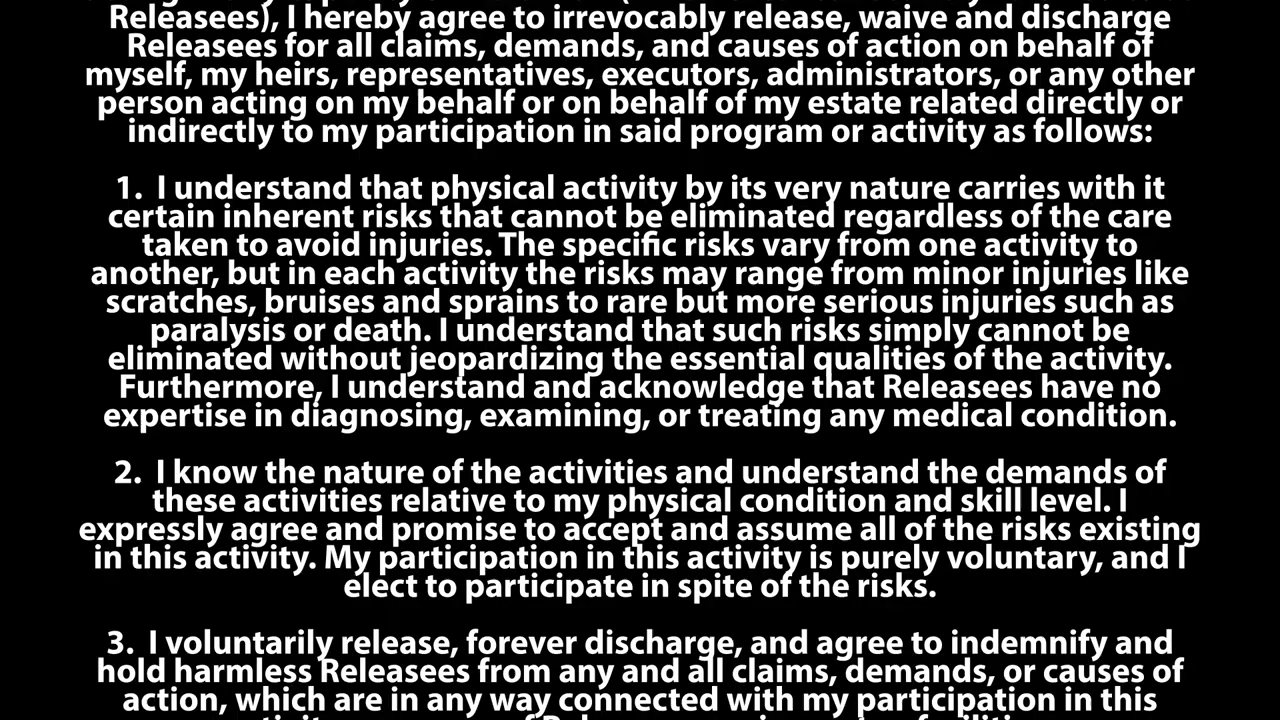 Releasees), I hereby agree to irrevocably release, waive and discharge
Releasees for all claims, demands, and causes of action on behalf of
myself, my heirs, representatives, executors, administrators, or any other
person acting on my behalf or on behalf of my estate related directly or
indirectly to my participation in said program or activity as follows:
1. I understand that physical activity by its very nature carries with it
certain inherent risks that cannot be eliminated regardless of the care
taken to avoid injuries. The specific risks vary from one activity to
another, but in each activity the risks may range from minor injuries like
scratches, bruises and sprains to rare but more serious injuries such as
paralysis or death. I understand that such risks simply cannot be
eliminated without jeopardizing the essential qualities of the activity.
Furthermore, I understand and acknowledge that Releasees have no
expertise in diagnosing, examining, or treating any medical condition.
2. I know the nature of the activities and understand the demands of
these activities relative to my physical condition and skill level. I
expressly agree and promise to accept and assume all of the risks existing
in this activity. My participation in this activity is purely voluntary, and I
elect to participate in spite of the risks.
3. I voluntarily release, forever discharge, and agree to indemnify and
hold harmless Releasees from any and all claims, demands, or causes of
action, which are in any way connected with my participation in this